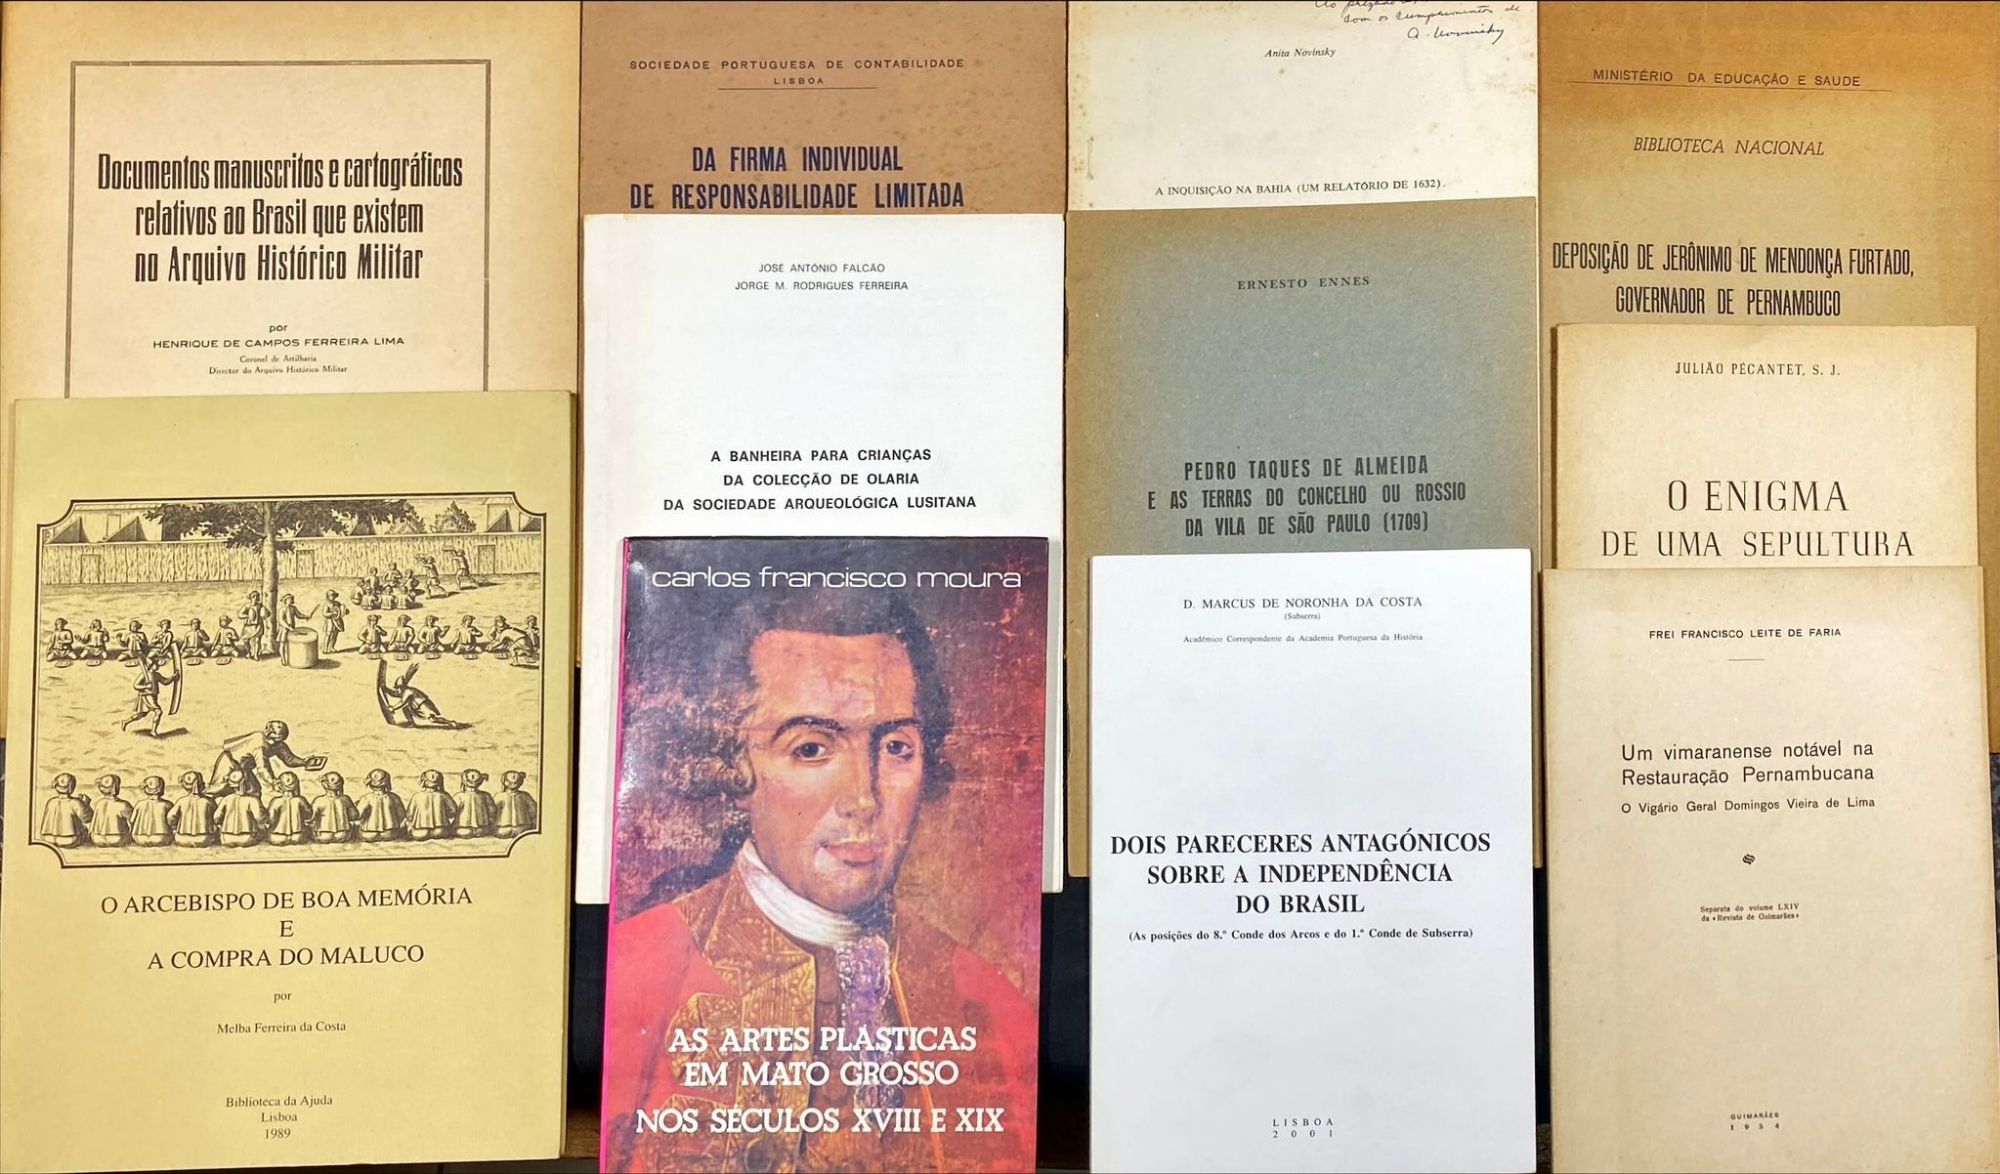 Documentos manuscritos e cartográficos
relativos ao Brasil que existem
no Arquivo Histórico Militar
por
HENRIQUE DE CAMPOS FERREIRA LIMA
Coronel de Artilharia
Director do Arquivo Histórico Militar
O ARCEBISPO DE BOA MEMÓRIA
E
A COMPRA DO MALUCO
por
Melba Ferreira da Costa
Biblioteca da Ajuda
Lisboa
1989
SOCIEDADE PORTUGUESA DE CONTABILIDADE
LISBOA
DA FIRMA INDIVIDUAL
DE RESPONSABILIDADE LIMITADA
JOSÉ ANTÓNIO FALCÃO
JORGE M. RODRIGUES FERREIRA
A BANHEIRA PARA CRIANÇAS
DA COLECÇÃO DE OLARIA
DA SOCIEDADE ARQUEOLÓGICA LUSITANA
carlos francisco moura
AS ARTES PLÁSTICAS
EM MATO GROSSO
NOS SÉCULOS XVIII E XIX
Ao prezado
com os cumprimentos de
A. Novinsky
Anita Novinsky
A INQUISIÇÃO NA BAHIA (UM RELATÓRIO DE 1632).
ERNESTO ENNES
PEDRO TAQUES DE ALMEIDA
E AS TERRAS DO CONCELHO OU ROSSIO
DA VILA DE SÃO PAULO (1709)
D. MARCUS DE NORONHA DA COSTA
(Subserra)
Académico Correspondente da Academia Portuguesa da História
DOIS PARECERES ANTAGÓNICOS
SOBRE A INDEPENDÊNCIA
DO BRASIL
(As posições do 8.º Conde dos Arcos e do 1.º Conde de Subserra)
LISBOA
2001
MINISTÉRIO DA EDUCAÇÃO E SAUDE
BIBLIOTECA NACIONAL
DEPOSIÇÃO DE JERÔNIMO DE MENDONÇA FURTADO,
GOVERNADOR DE PERNAMBUCO
JULIÃO PÉCANTET, S. J.
O ENIGMA
DE UMA SEPULTURA
FREI FRANCISCO LEITE DE FARIA
Um vimaranense notável na
Restauração Pernambucana
O Vigário Geral Domingos Vieira de Lima
Separata do volume LXIV
da «Revista de Guimarães»
GUIMARÃES
1954